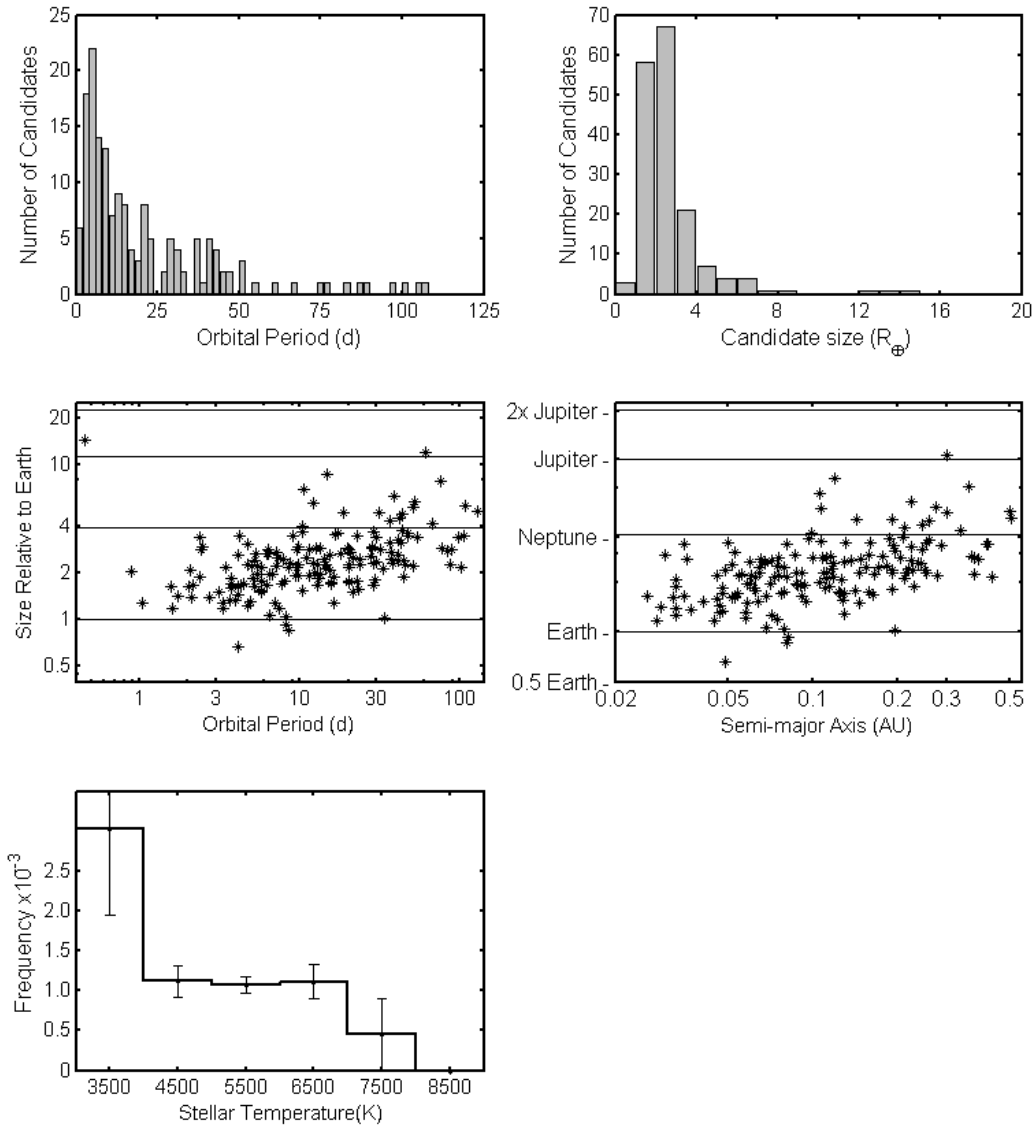 25
20
15
10
5
0
Number of Candidates
0 25 50 75 100 125
Orbital Period (d)
70
60
50
40
30
20
10
0
Number of Candidates
0 4 8 12 16 20
Candidate size (R⊕)
20
10
4
2
1
0.5
Size Relative to Earth
1 3 10 30 100
Orbital Period (d)
2x Jupiter -
Jupiter -
Neptune -
Earth -
0.5 Earth -
0.02 0.05 0.1 0.2 0.3 0.5
Semi-major Axis (AU)
2.5
2.0
1.5
1.0
0.5
0
Frequency x10⁻³
3500 4500 5500 6500 7500 8500
Stellar Temperature(K)